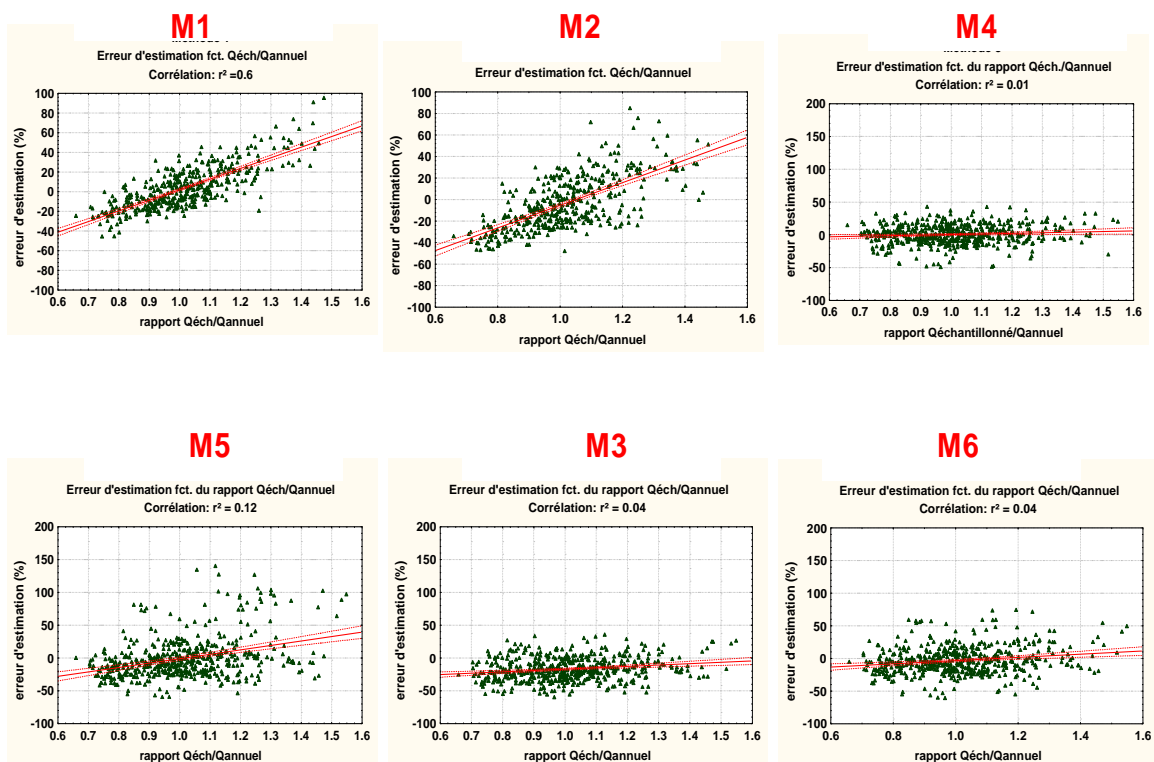 M1
Erreur d'estimation fct. Qéch/Qannuel
Corrélation: r² =0.6
erreur d'estimation (%)
100
80
60
40
20
0
-20
-40
-60
-80
-100
0.6 0.7 0.8 0.9 1.0 1.1 1.2 1.3 1.4 1.5 1.6
rapport Qéch/Qannuel
M2
Erreur d'estimation fct. Qéch/Qannuel
erreur d'estimation (%)
100
80
60
40
20
0
-20
-40
-60
-80
-100
0.6 0.8 1.0 1.2 1.4 1.6
rapport Qéch/Qannuel
M4
Erreur d'estimation fct. du rapport Qéch./Qannuel
Corrélation: r² = 0.01
erreur d'estimation (%)
200
150
100
50
0
-50
-100
0.6 0.7 0.8 0.9 1.0 1.1 1.2 1.3 1.4 1.5 1.6
rapport Qéchantillonné/Qannuel
M5
Erreur d'estimation fct. du rapport Qéch/Qannuel
Corrélation: r² = 0.12
erreur d'estimation (%)
200
150
100
50
0
-50
-100
0.6 0.7 0.8 0.9 1.0 1.1 1.2 1.3 1.4 1.5 1.6
rapport Qéch/Qannuel
M3
Erreur d'estimation fct. du rapport Qéch/Qannuel
Corrélation: r² = 0.04
erreur d'estimation (%)
200
150
100
50
0
-50
-100
0.6 0.7 0.8 0.9 1.0 1.1 1.2 1.3 1.4 1.5 1.6
rapport Qéch/Qannuel
M6
Erreur d'estimation fct. du rapport Qéch/Qannuel
Corrélation: r² = 0.04
erreur d'estimation (%)
200
150
100
50
0
-50
-100
0.6 0.8 1.0 1.2 1.4 1.6
rapport Qéch/Qannuel